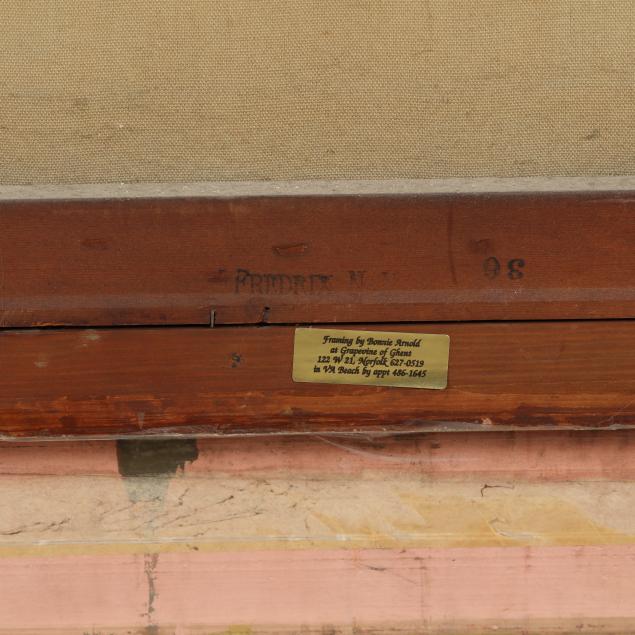 FREDRIX N.Y
30
Framing by Bonnie Arnold
at Grapevine of Ghent
122 W 21, Norfolk 627-0519
in VA Beach by appt 486-1645